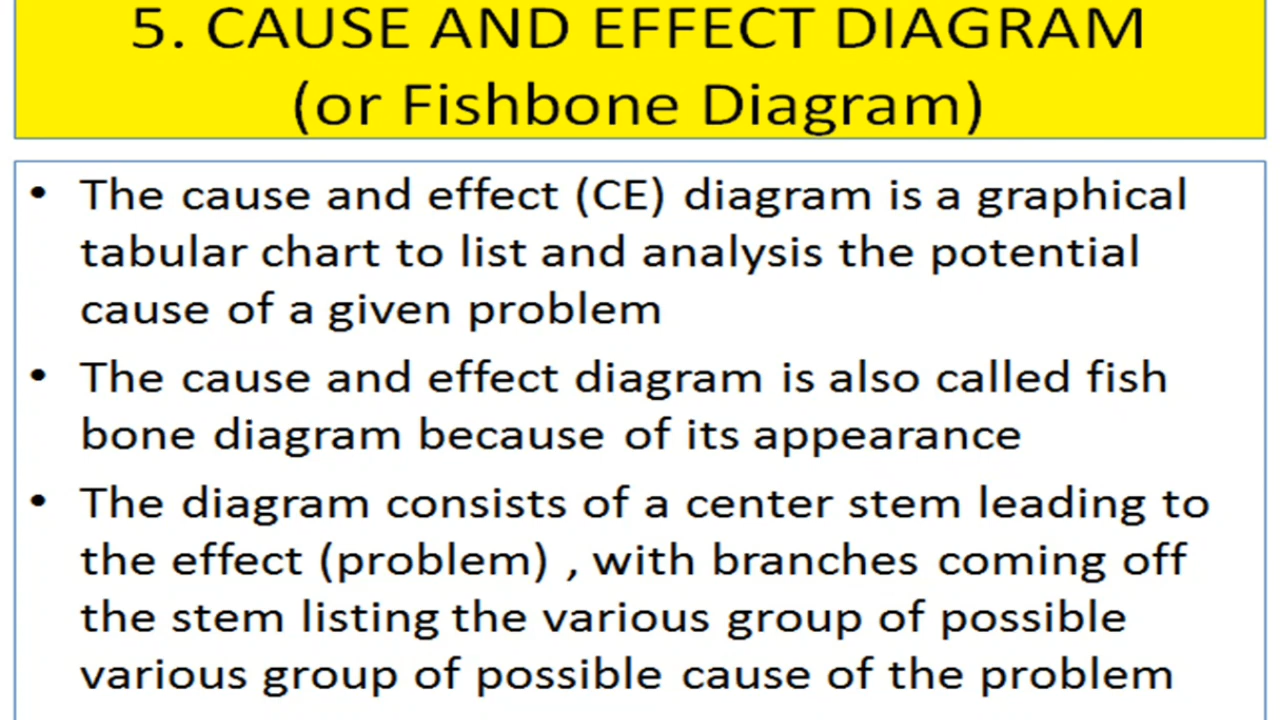 5. CAUSE AND EFFECT DIAGRAM
(or Fishbone Diagram)
• The cause and effect (CE) diagram is a graphical
tabular chart to list and analysis the potential
cause of a given problem
• The cause and effect diagram is also called fish
bone diagram because of its appearance
• The diagram consists of a center stem leading to
the effect (problem) , with branches coming off
the stem listing the various group of possible
various group of possible cause of the problem